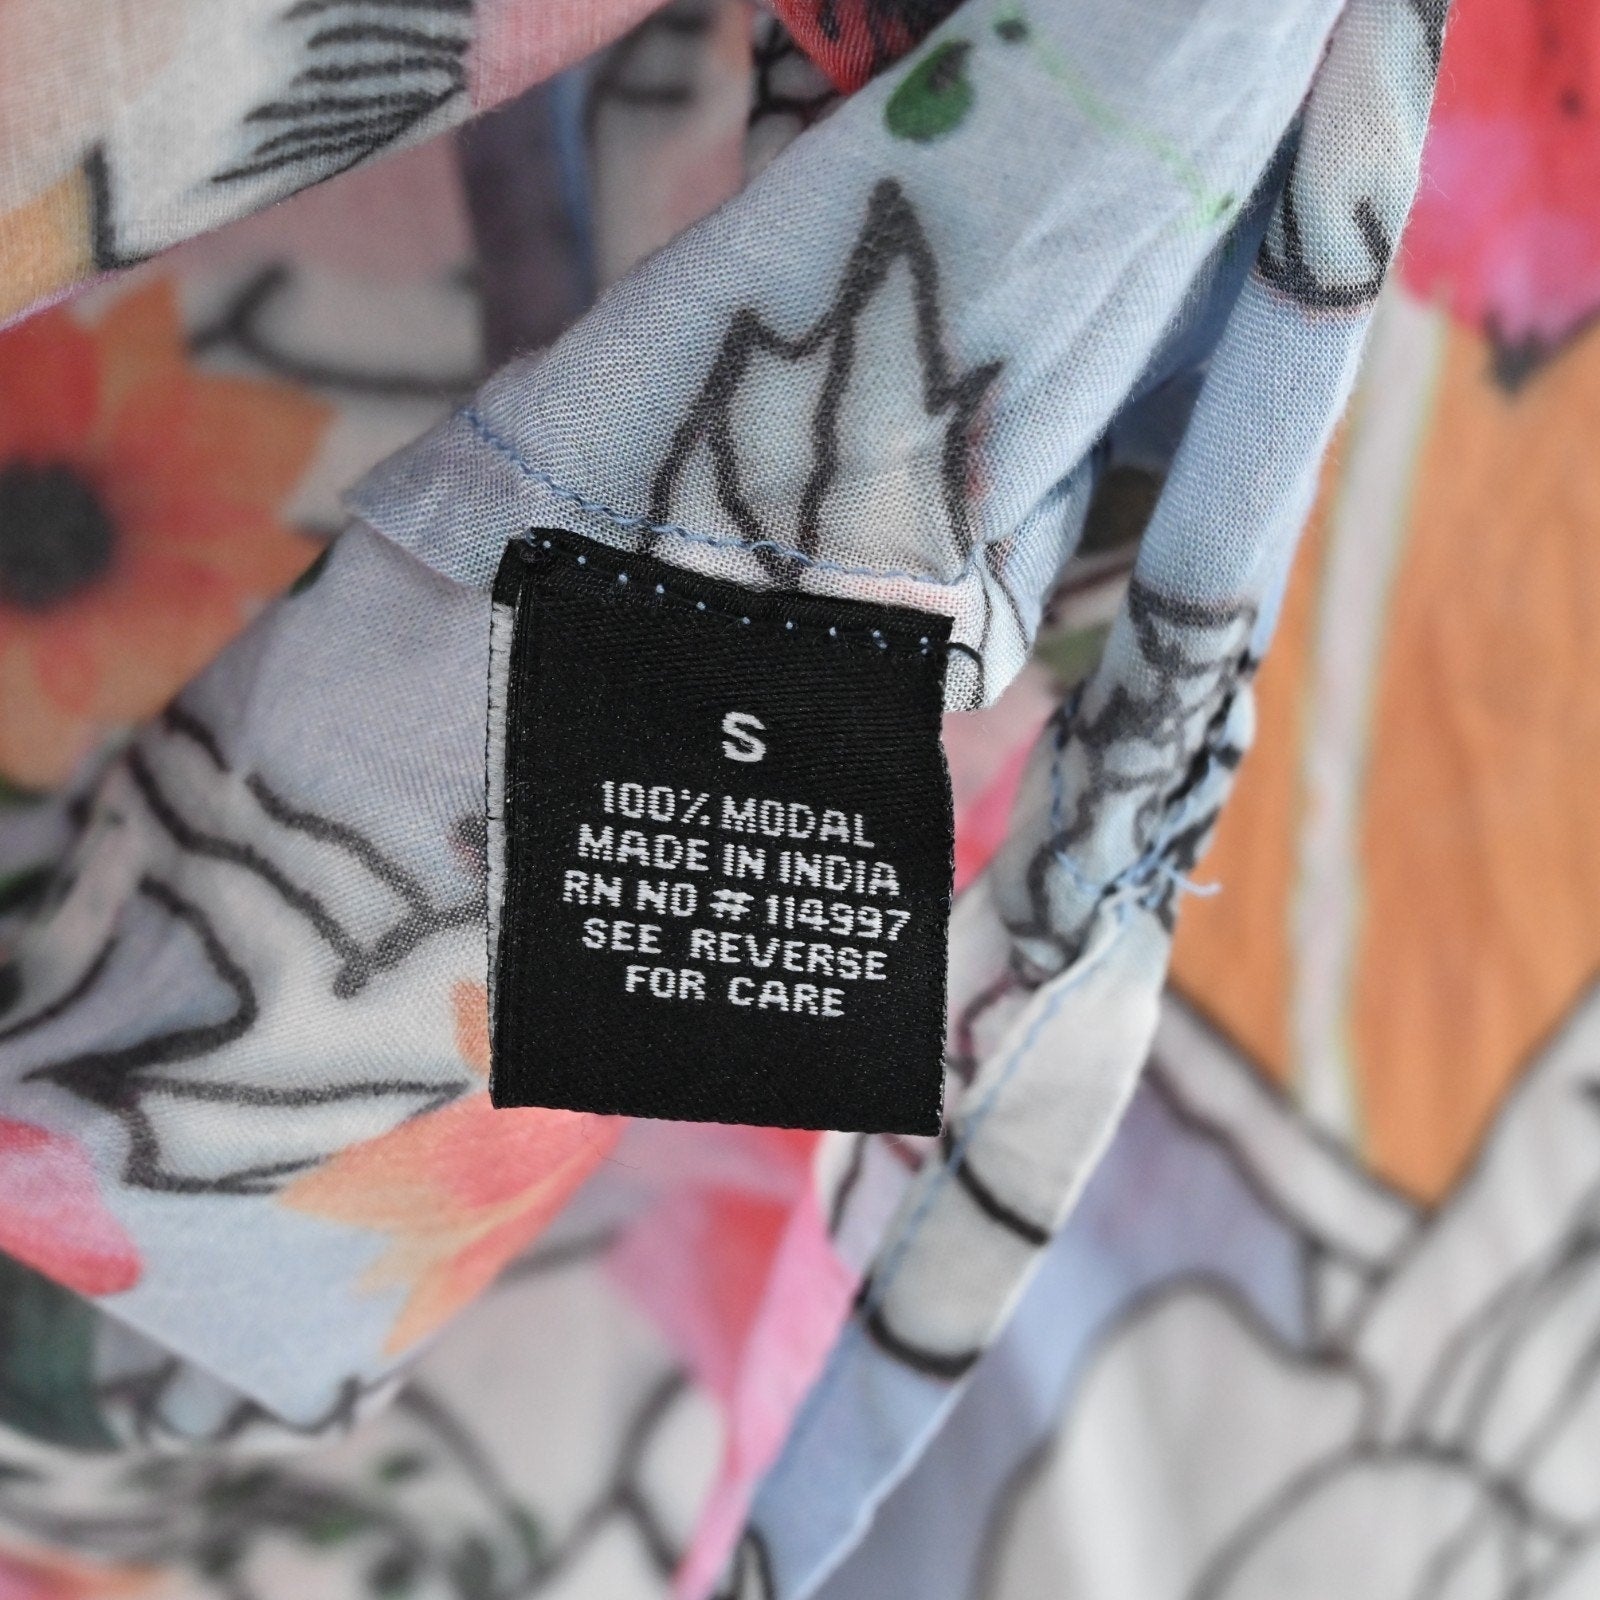 S
100% MODAL
MADE IN INDIA
RN NO # 114997
SEE REVERSE
FOR CARE